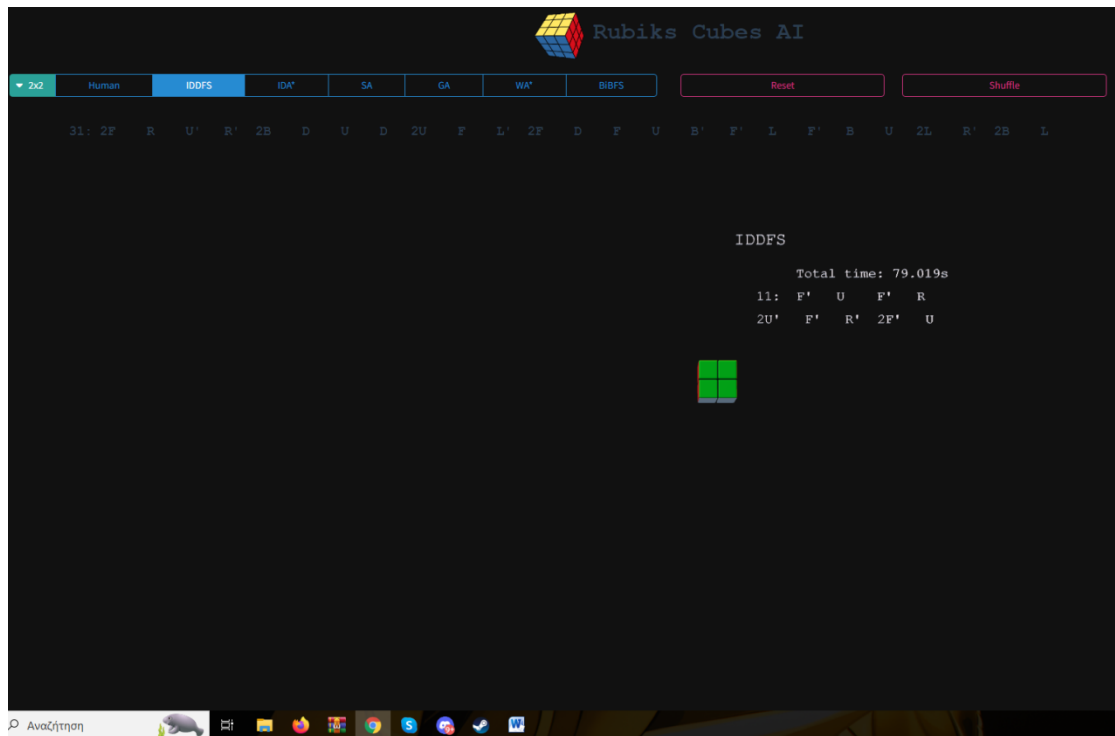 Rubiks Cubes AI
2x2 Human IDDFS IDA* SA GA WA* BiBFS Reset Shuffle
31: 2F R U' R' 2B D U D 2U F L' 2F D F U B' F' L F' B U 2L R' 2B L
IDDFS
Total time: 79.019s
11: F' U F' R
2U' F' R' 2F' U
Αναζήτηση